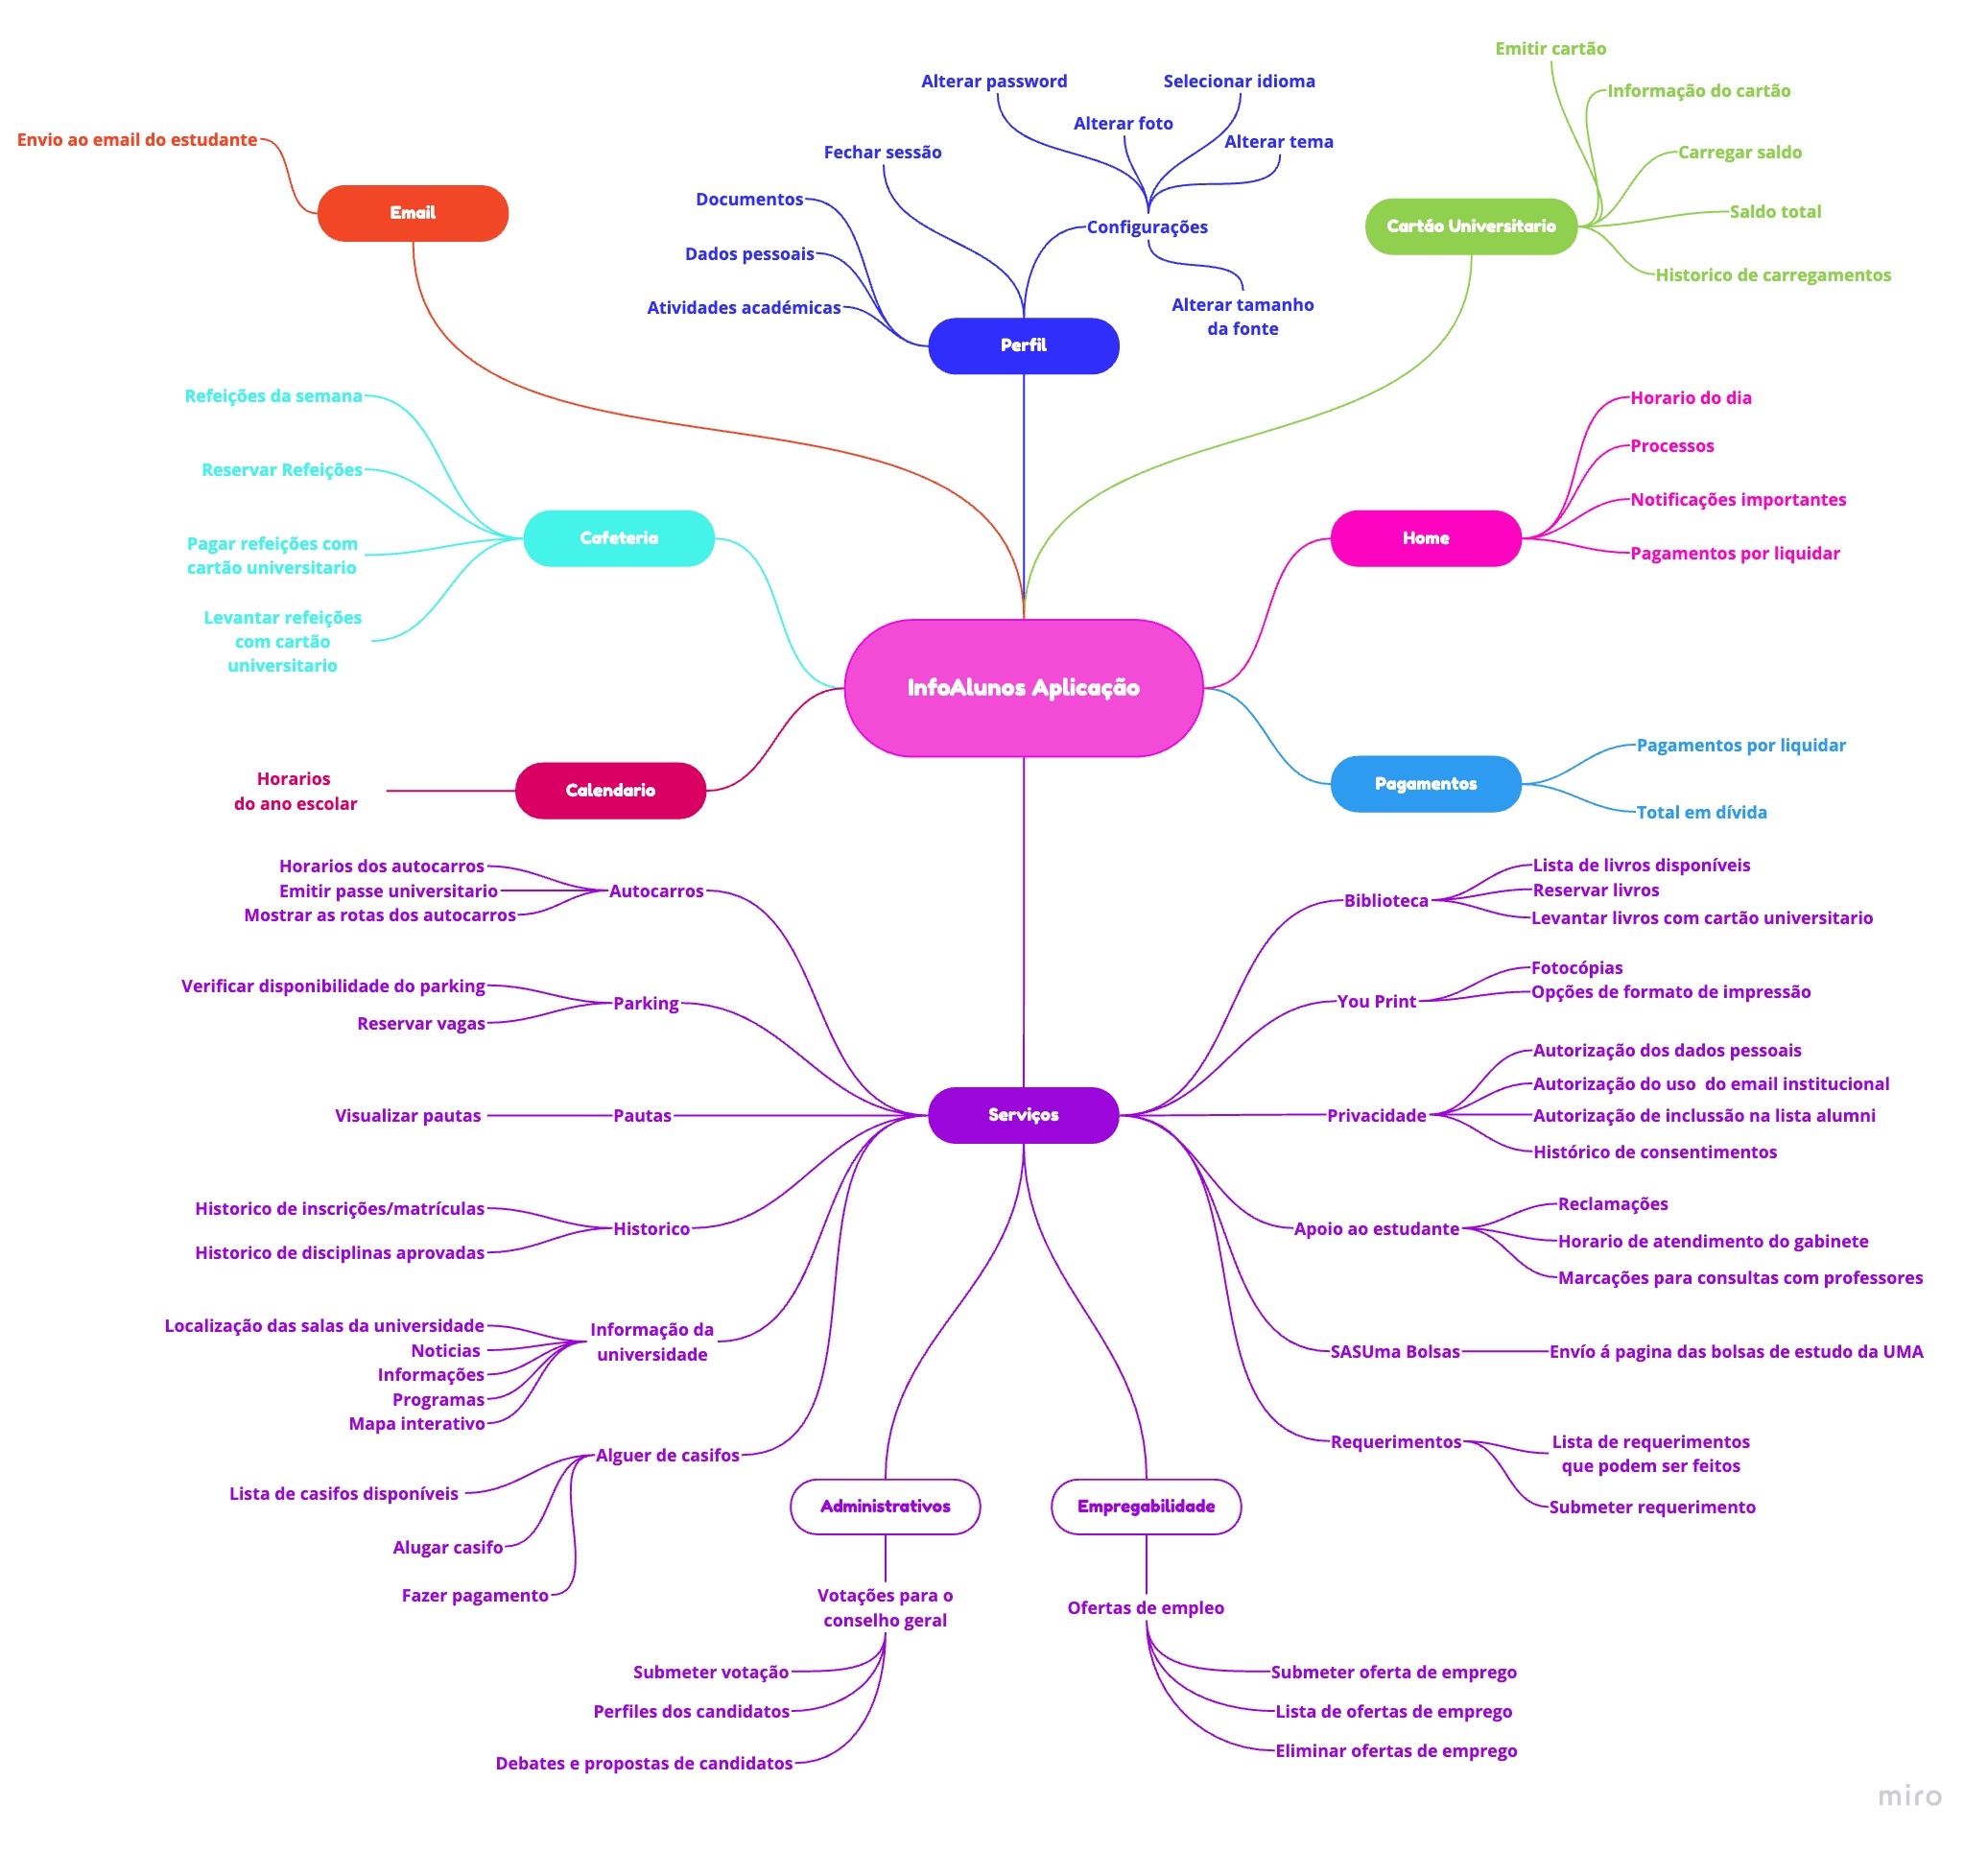 Emitir cartão
Informação do cartão
Carregar saldo
Saldo total
Historico de carregamentos
Cartáo Universitario
Alterar password
Selecionar idioma
Alterar foto
Alterar tema
Fechar sessão
Documentos
Configurações
Dados pessoais
Atividades académicas
Alterar tamanho
da fonte
Perfil
Envio ao email do estudante
Email
Refeições da semana
Reservar Refeições
Pagar refeições com
cartão universitario
Levantar refeições
com cartão
universitario
Cafeteria
Horario do dia
Processos
Notificações importantes
Pagamentos por liquidar
Home
InfoAlunos Aplicação
Pagamentos por liquidar
Total em dívida
Pagamentos
Horarios
do ano escolar
Calendario
Horarios dos autocarros
Emitir passe universitario
Mostrar as rotas dos autocarros
Autocarros
Verificar disponibilidade do parking
Reservar vagas
Parking
Visualizar pautas
Pautas
Historico de inscrições/matrículas
Historico de disciplinas aprovadas
Historico
Localização das salas da universidade
Noticias
Informações
Programas
Mapa interativo
Informação da
universidade
Alguer de casifos
Lista de casifos disponíveis
Alugar casifo
Fazer pagamento
Serviços
Biblioteca
Lista de livros disponíveis
Reservar livros
Levantar livros com cartão universitario
You Print
Fotocópias
Opções de formato de impressão
Privacidade
Autorização dos dados pessoais
Autorização do uso  do email institucional
Autorização de inclussão na lista alumni
Histórico de consentimentos
Apoio ao estudante
Reclamações
Horario de atendimento do gabinete
Marcações para consultas com professores
SASUma Bolsas
Envío á pagina das bolsas de estudo da UMA
Requerimentos
Lista de requerimentos
que podem ser feitos
Submeter requerimento
Administrativos
Votações para o
conselho geral
Submeter votação
Perfiles dos candidatos
Debates e propostas de candidatos
Empregabilidade
Ofertas de empleo
Submeter oferta de emprego
Lista de ofertas de emprego
Eliminar ofertas de emprego
miro